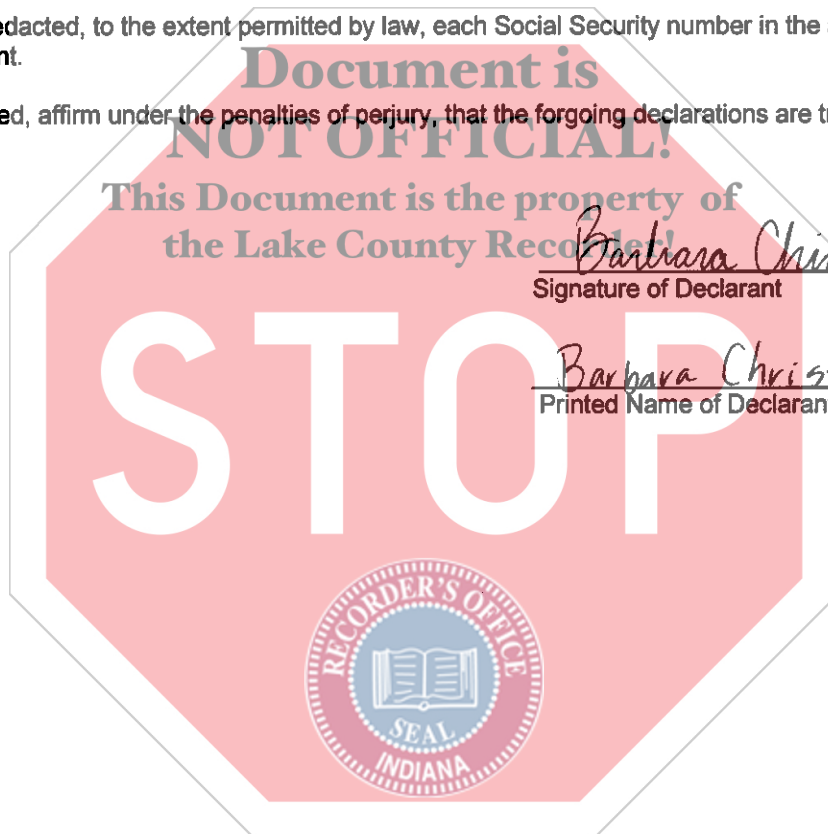 edacted, to the extent permitted by law, each Social Security number in the
nt.
Document is
ed, affirm under the penalties of perjury, that the forgoing declarations are t
NOT OFFICIAL!
This Document is the property of
the Lake County Recorder!
Barbara Chris
Signature of Declarant
Barbara Chris
Printed Name of Declaran
STOP
RECORDER'S OFFICE
SEAL
INDIANA